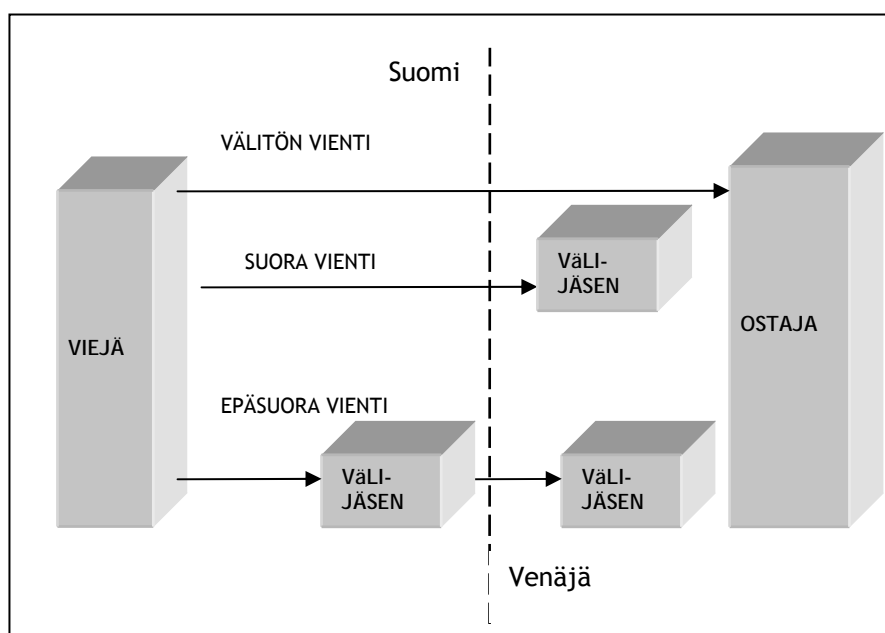 Suomi
VÄLITÖN VIENTI
SUORA VIENTI
VäLI-
JÄSEN
VIEJÄ
OSTAJA
EPÄSUORA VIENTI
VäLI-
JÄSEN
VäLI-
JÄSEN
Venäjä